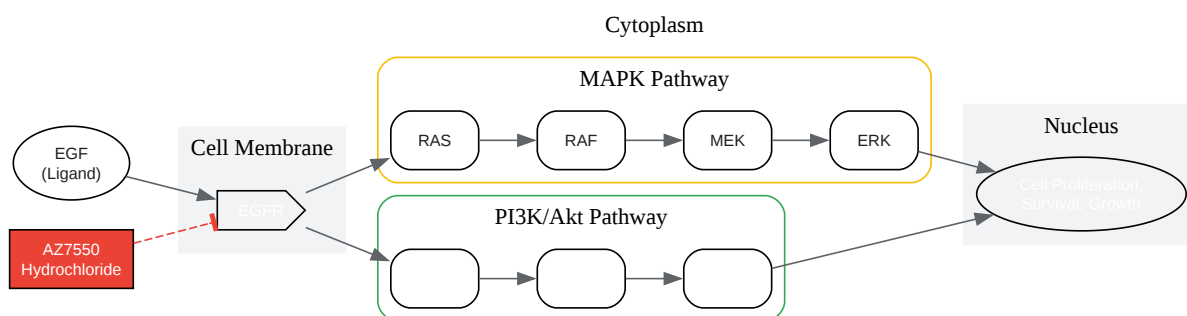 Cytoplasm
MAPK Pathway
RAS
RAF
MEK
ERK
EGF
(Ligand)
Cell Membrane
EGFR
AZ7550
Hydrochloride
PI3K/Akt Pathway
Nucleus
Cell Proliferation,
Survival, Growth